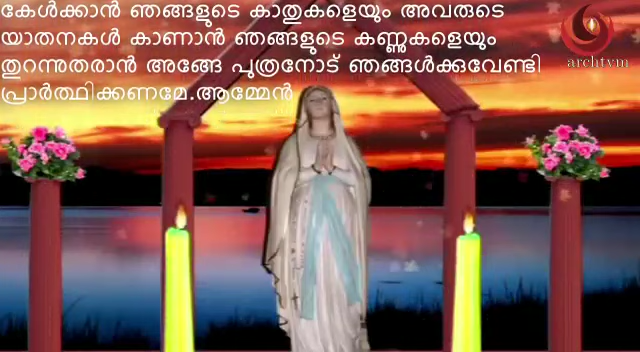 കേൾക്കാൻ ഞങ്ങളുടെ കാതുകളെയും അവരുടെ
യാതനകൾ കാണാൻ ഞങ്ങളുടെ കണ്ണുകളെയും
തുറന്നുതരാൻ അങ്ങേ പുത്രനോട് ഞങ്ങൾക്കുവേണ്ടി
പ്രാർത്ഥിക്കണമേ.ആമ്മേൻ
archtvm